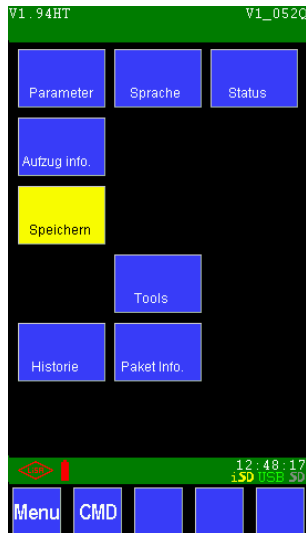 V1.94HT V1_052Q
Parameter Sprache Status
Aufzug info.
Speichern
Tools
Historie Paket Info.
12:48:17
iSD USB SD
Menu CMD